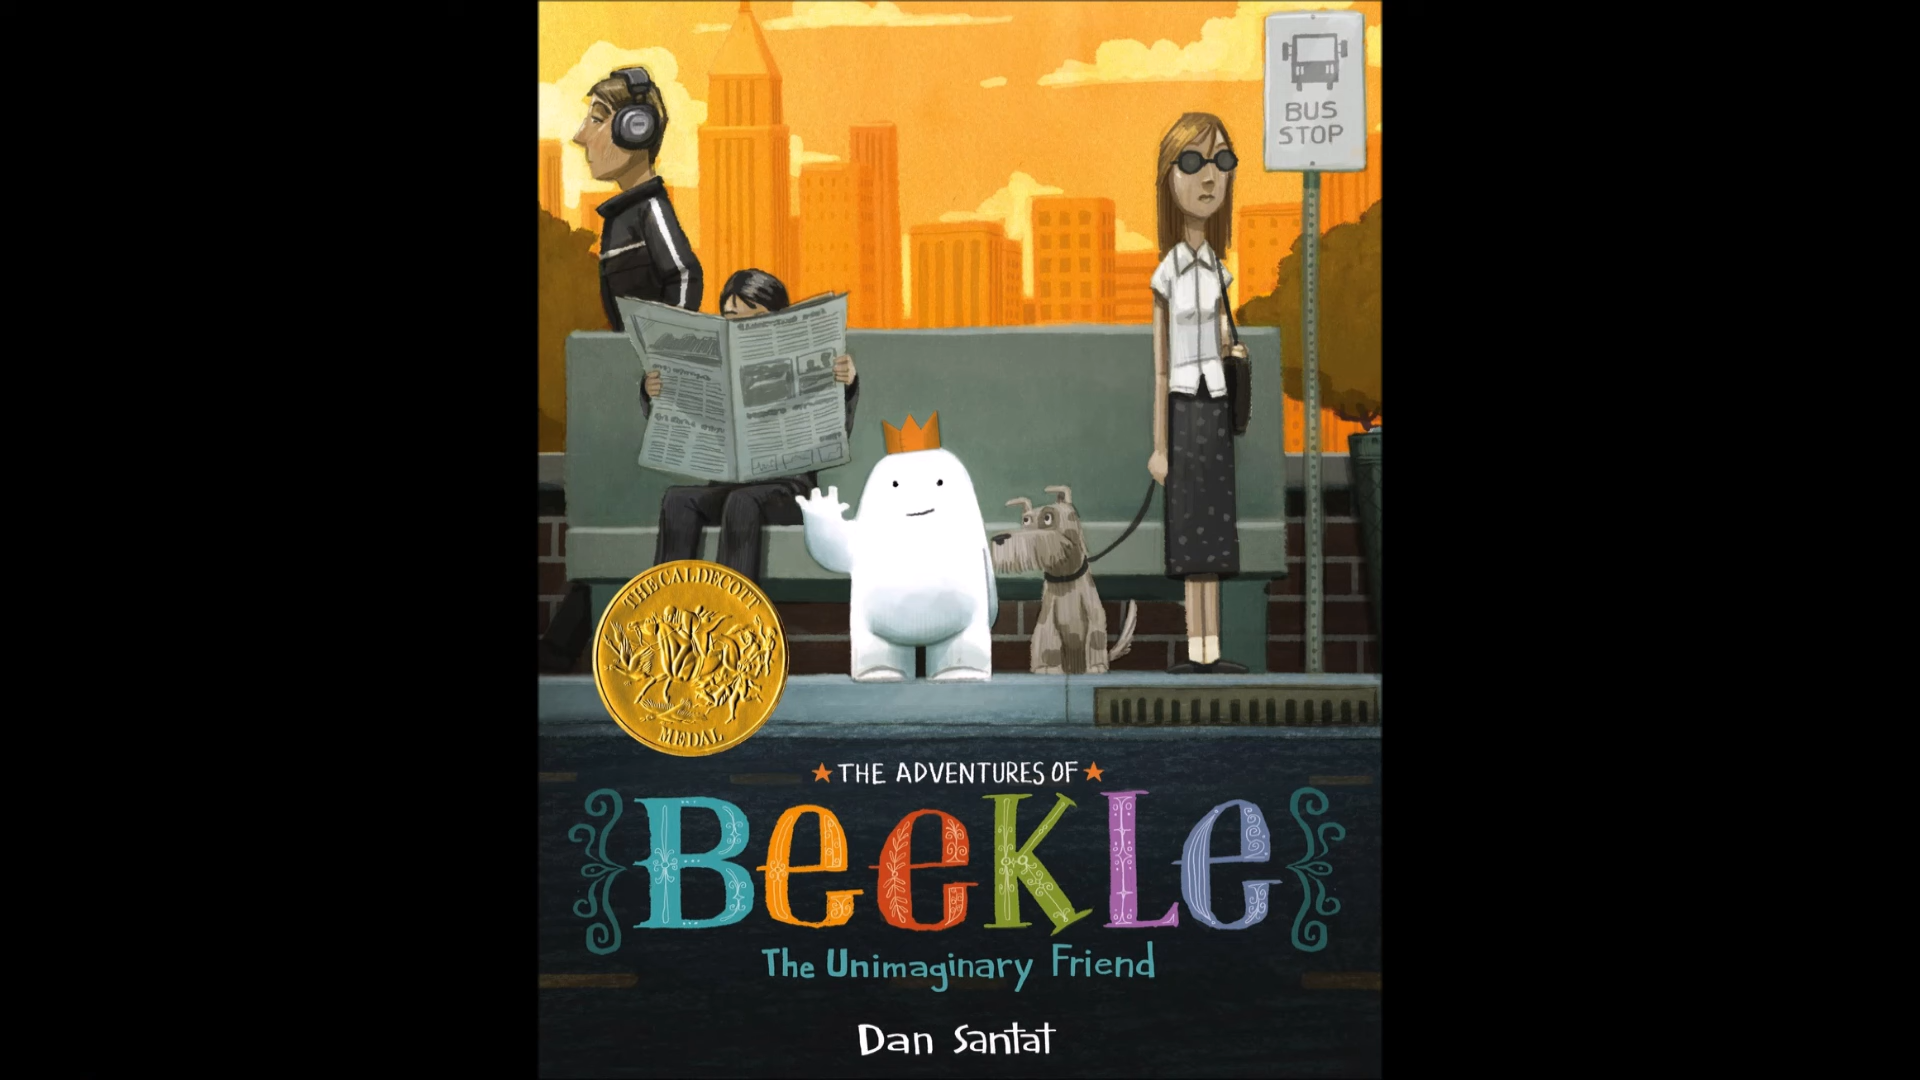 BUS
STOP
THE CALDECOTT
MEDAL
THE ADVENTURES OF
BeeKLe
The Unimaginary Friend
Dan Santat